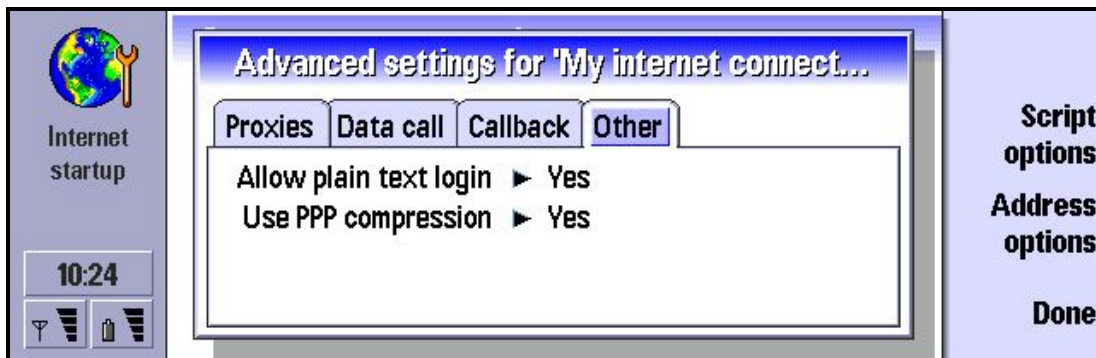 Internet
startup
10:24
Advanced settings for 'My internet connect...
Proxies Data call Callback Other
Allow plain text login ► Yes
Use PPP compression ► Yes
Script
options
Address
options
Done